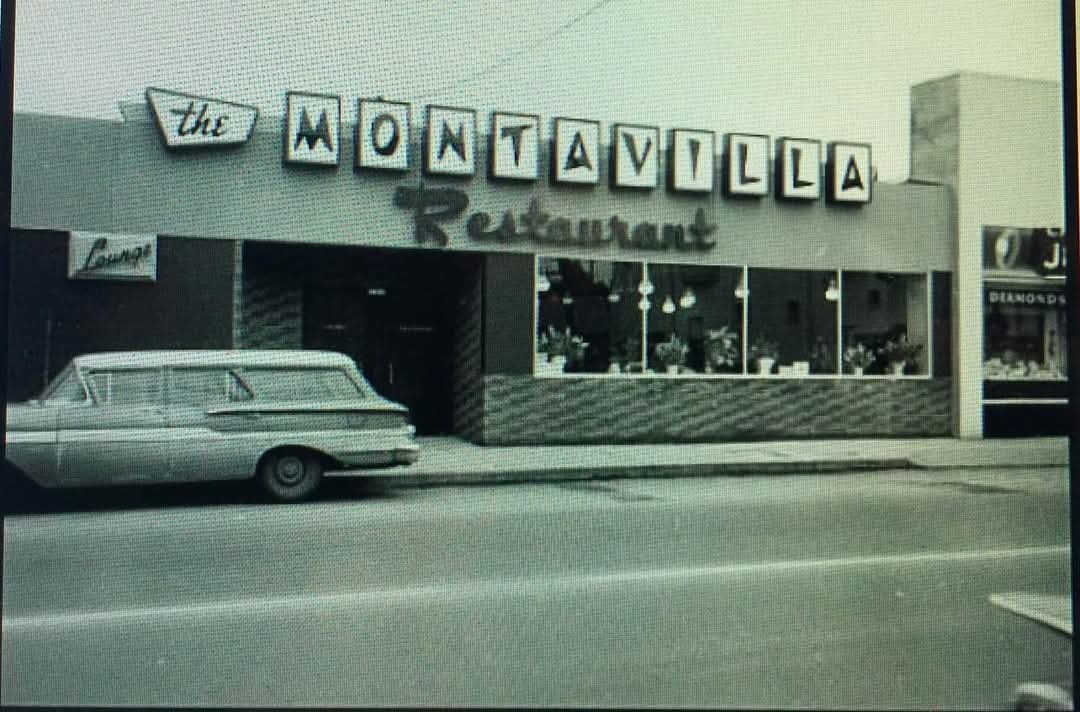 the MONTAVILLA
Restaurant
Lounge
DIAMONDS